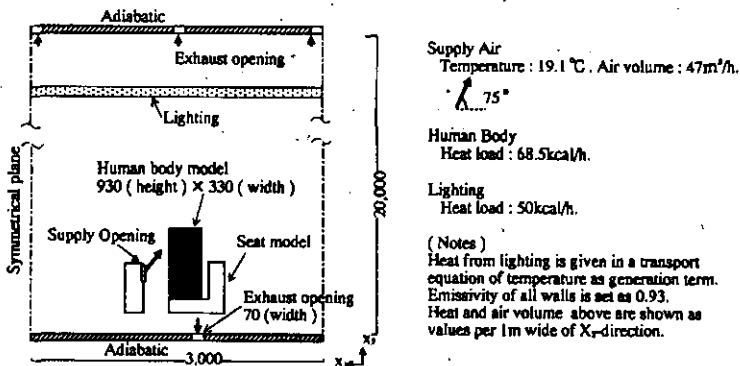 Adiabatic
Exhaust opening
Lighting
Symmetrical plane
20,000
Human body model
930 ( height ) × 330 ( width )
Supply Opening
Seat model
Exhaust opening
70 (width )
Adiabatic
3,000
Supply Air
Temperature : 19.1 °C . Air volume : 47m³/h.
75°
Human Body
Heat load : 68.5kcal/h.
Lighting
Heat load : 50kcal/h.
( Notes )
Heat from lighting is given in a transport
equation of temperature as generation term.
Emissivity of all walls is set as 0.93.
Heat and air volume above are shown as
values per 1m wide of